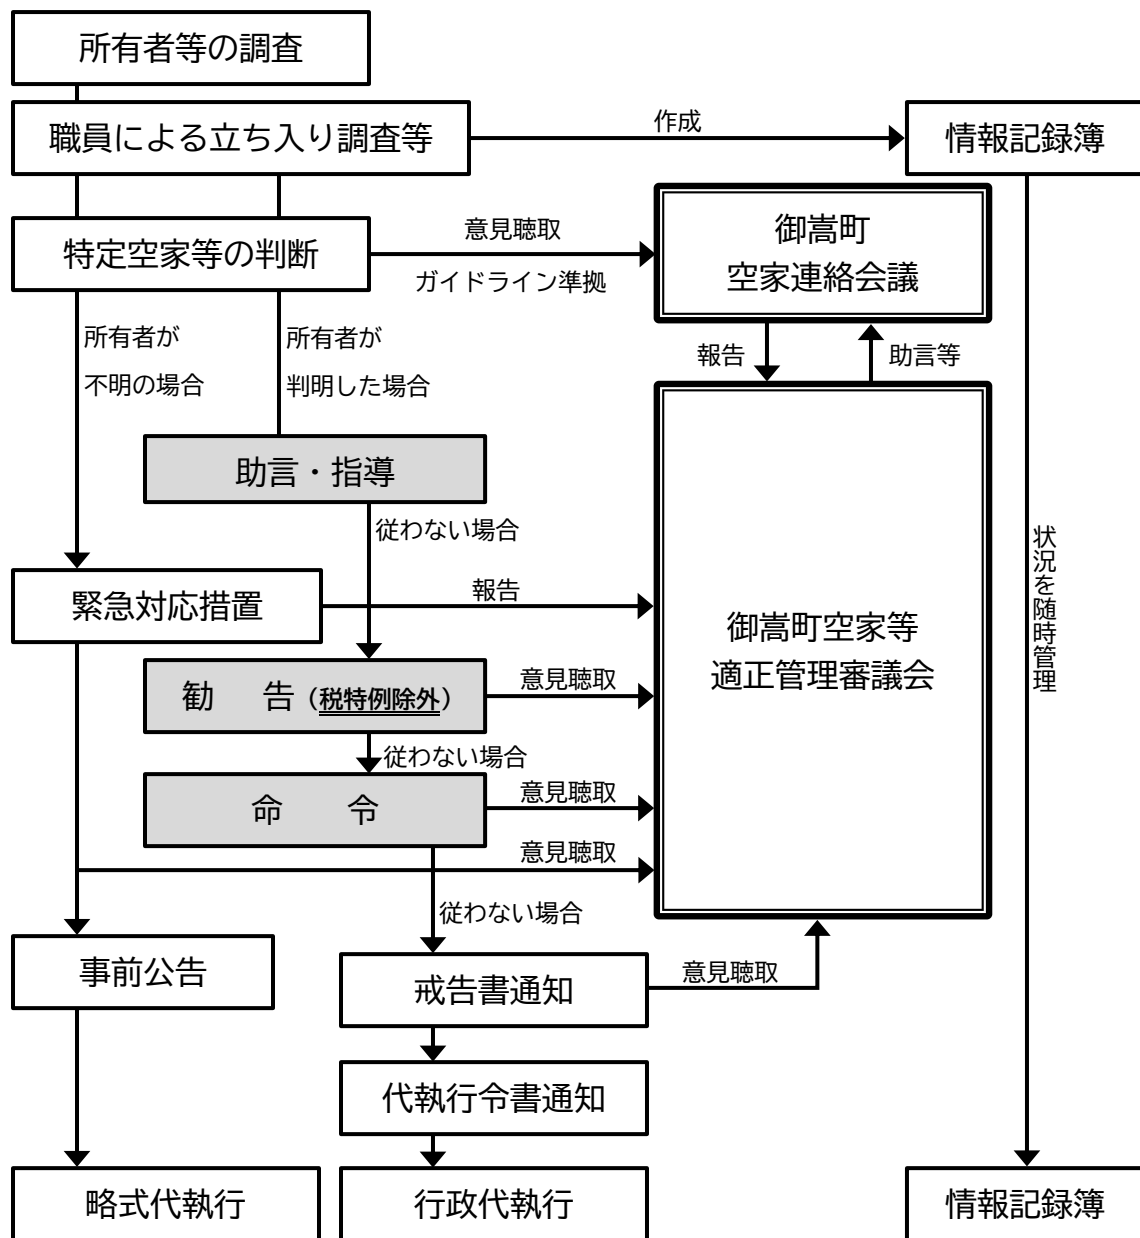 所有者等の調査
職員による立ち入り調査等
作成
情報記録簿
特定空家等の判断
意見聴取
ガイドライン準拠
御嵩町
空家連絡会議
所有者が
不明の場合
所有者が
判明した場合
報告
助言等
助言・指導
従わない場合
状況を随時管理
緊急対応措置
報告
御嵩町空家等
適正管理審議会
勧　告（税特例除外）
意見聴取
従わない場合
命　令
意見聴取
意見聴取
従わない場合
事前公告
戒告書通知
意見聴取
代執行令書通知
略式代執行
行政代執行
情報記録簿